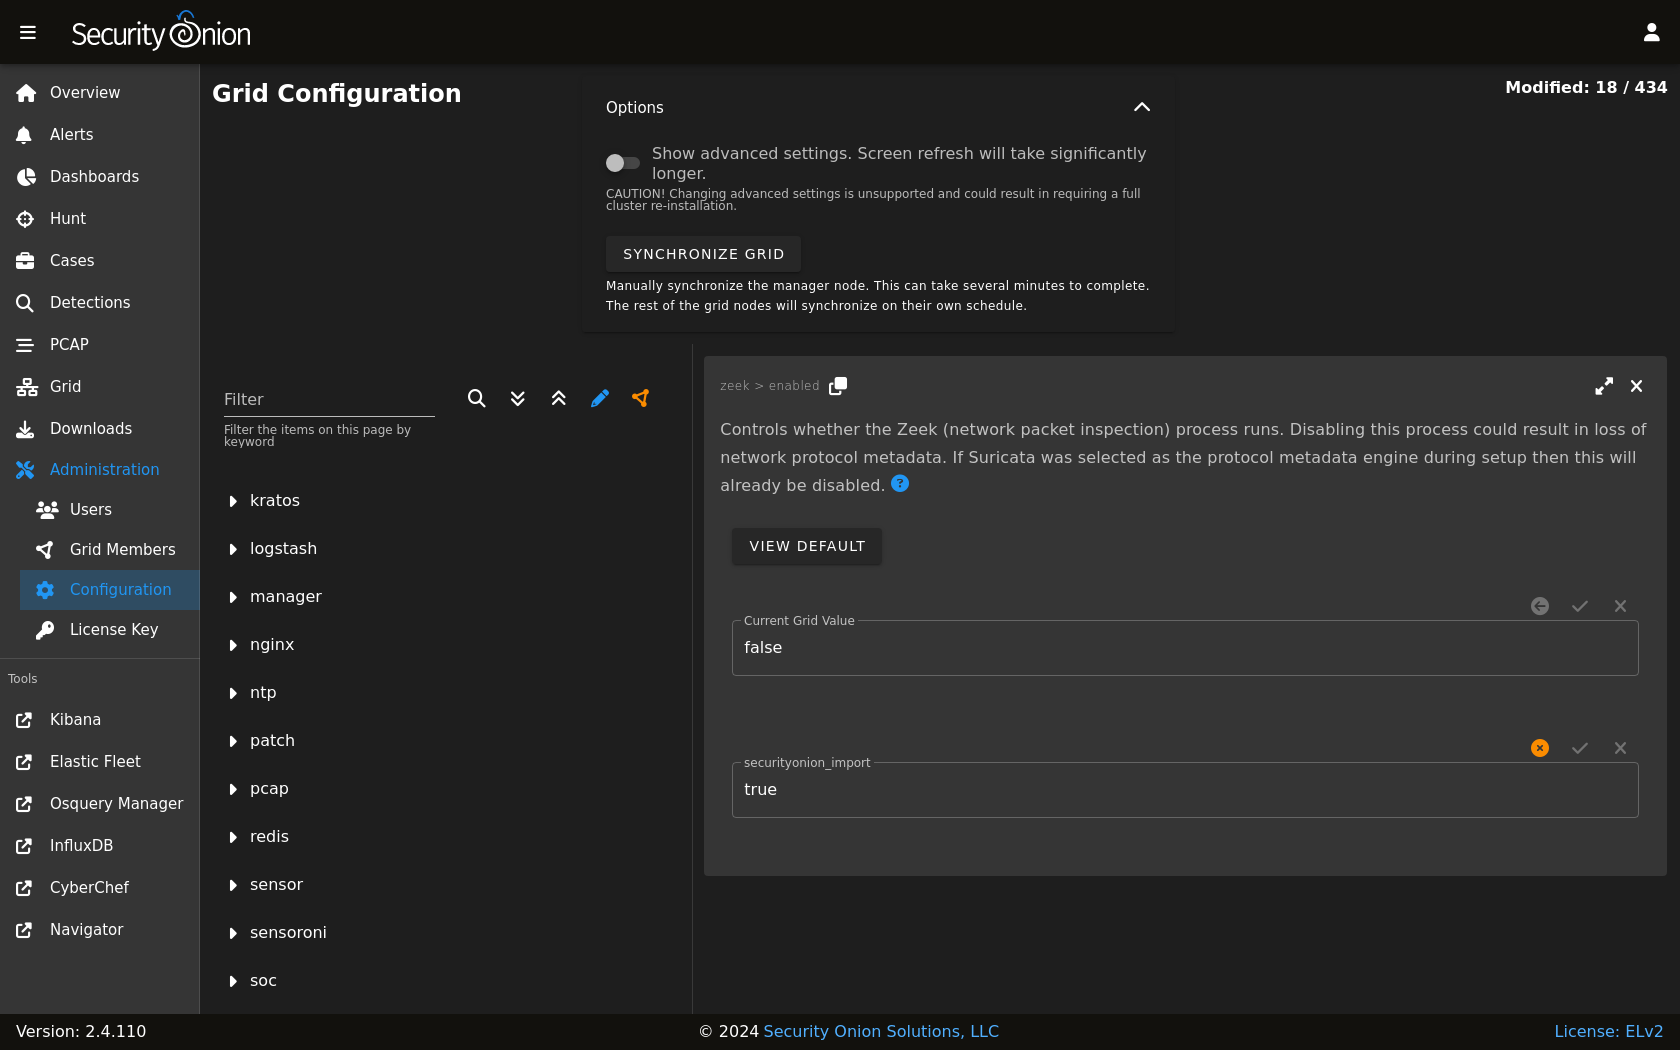 Security Onion
Overview
Alerts
Dashboards
Hunt
Cases
Detections
PCAP
Grid
Downloads
Administration
Users
Grid Members
Configuration
License Key
Tools
Kibana
Elastic Fleet
Osquery Manager
InfluxDB
CyberChef
Navigator
Grid Configuration
Options
Show advanced settings. Screen refresh will take significantly
longer.
CAUTION! Changing advanced settings is unsupported and could result in requiring a full
cluster re-installation.
SYNCHRONIZE GRID
Manually synchronize the manager node. This can take several minutes to complete.
The rest of the grid nodes will synchronize on their own schedule.
Modified: 18 / 434
Filter
Filter the items on this page by
keyword
kratos
logstash
manager
nginx
ntp
patch
pcap
redis
sensor
sensoroni
soc
zeek > enabled
Controls whether the Zeek (network packet inspection) process runs. Disabling this process could result in loss of
network protocol metadata. If Suricata was selected as the protocol metadata engine during setup then this will
already be disabled. ?
VIEW DEFAULT
Current Grid Value
false
securityonion_import
true
Version: 2.4.110
© 2024 Security Onion Solutions, LLC
License: ELv2